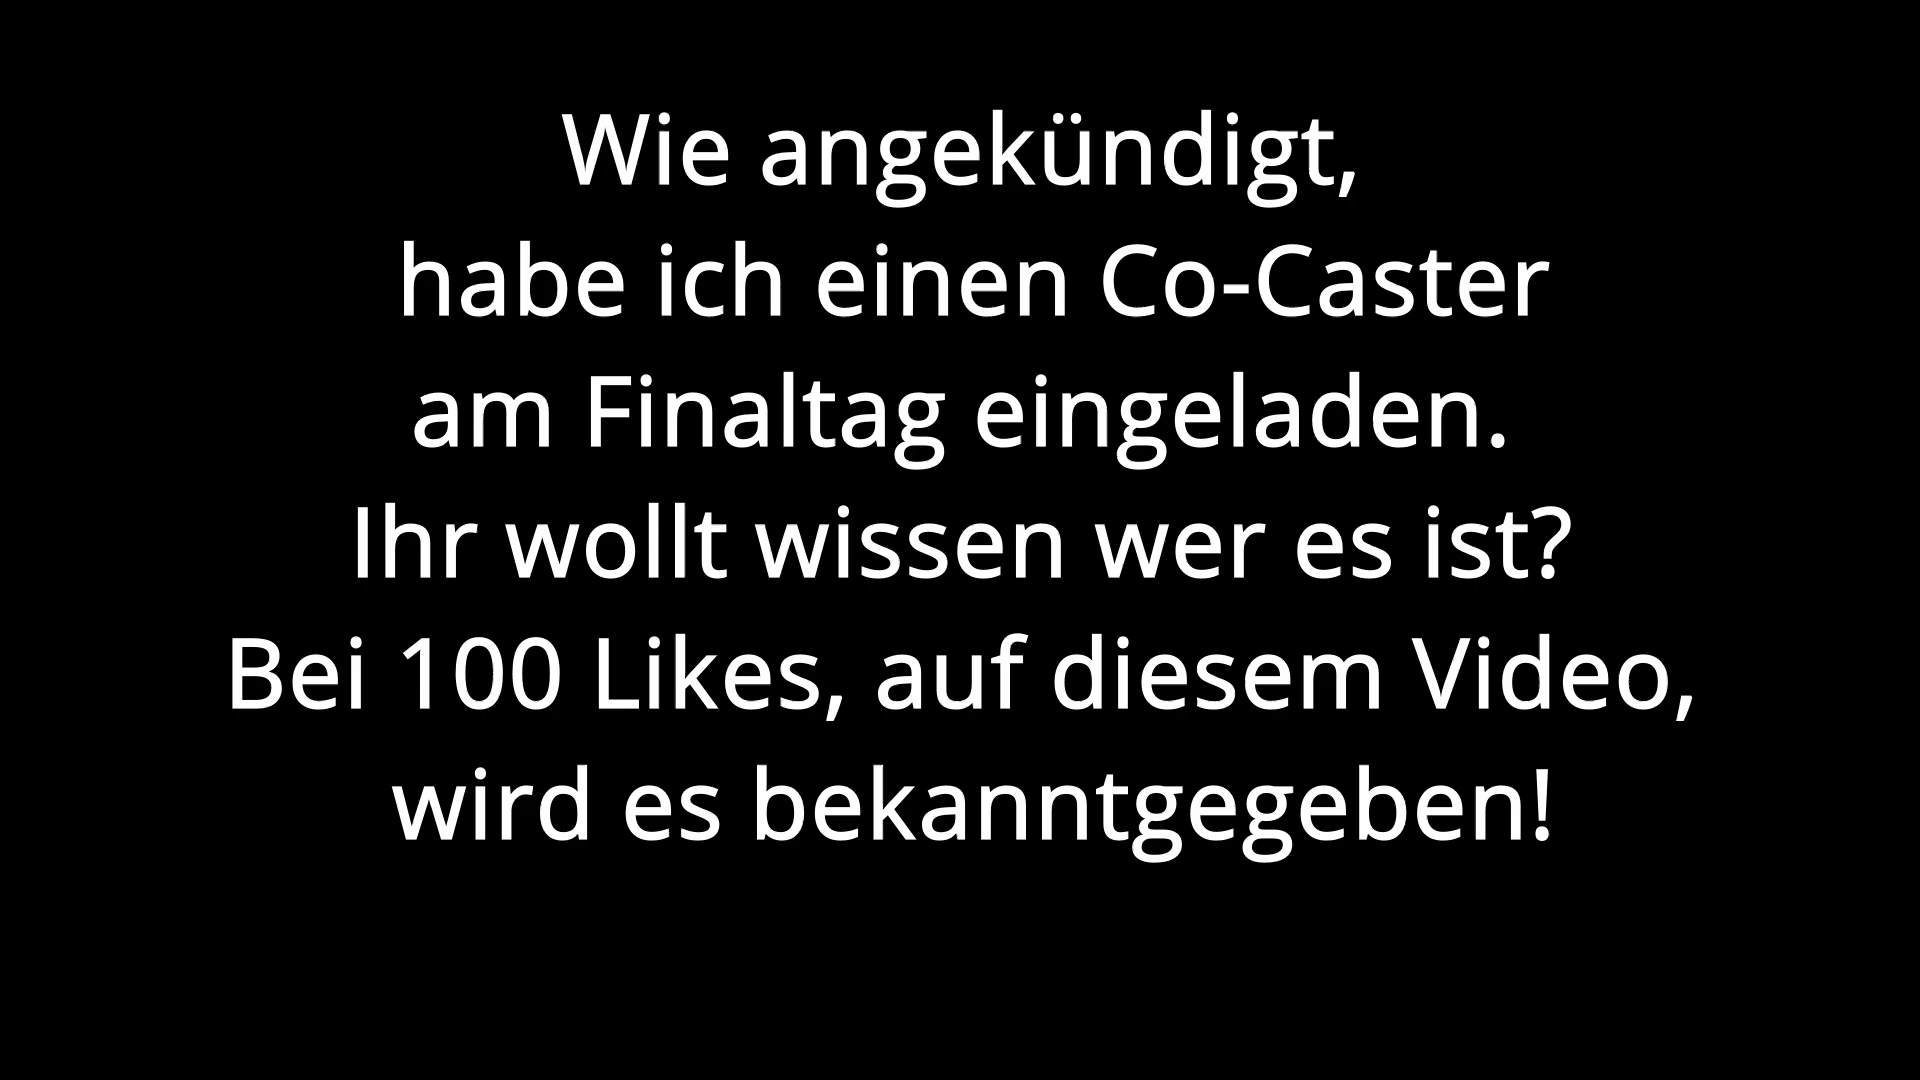 Wie angekündigt,
habe ich einen Co-Caster
am Finaltag eingeladen.
Ihr wollt wissen wer es ist?
Bei 100 Likes, auf diesem Video,
wird es bekanntgegeben!